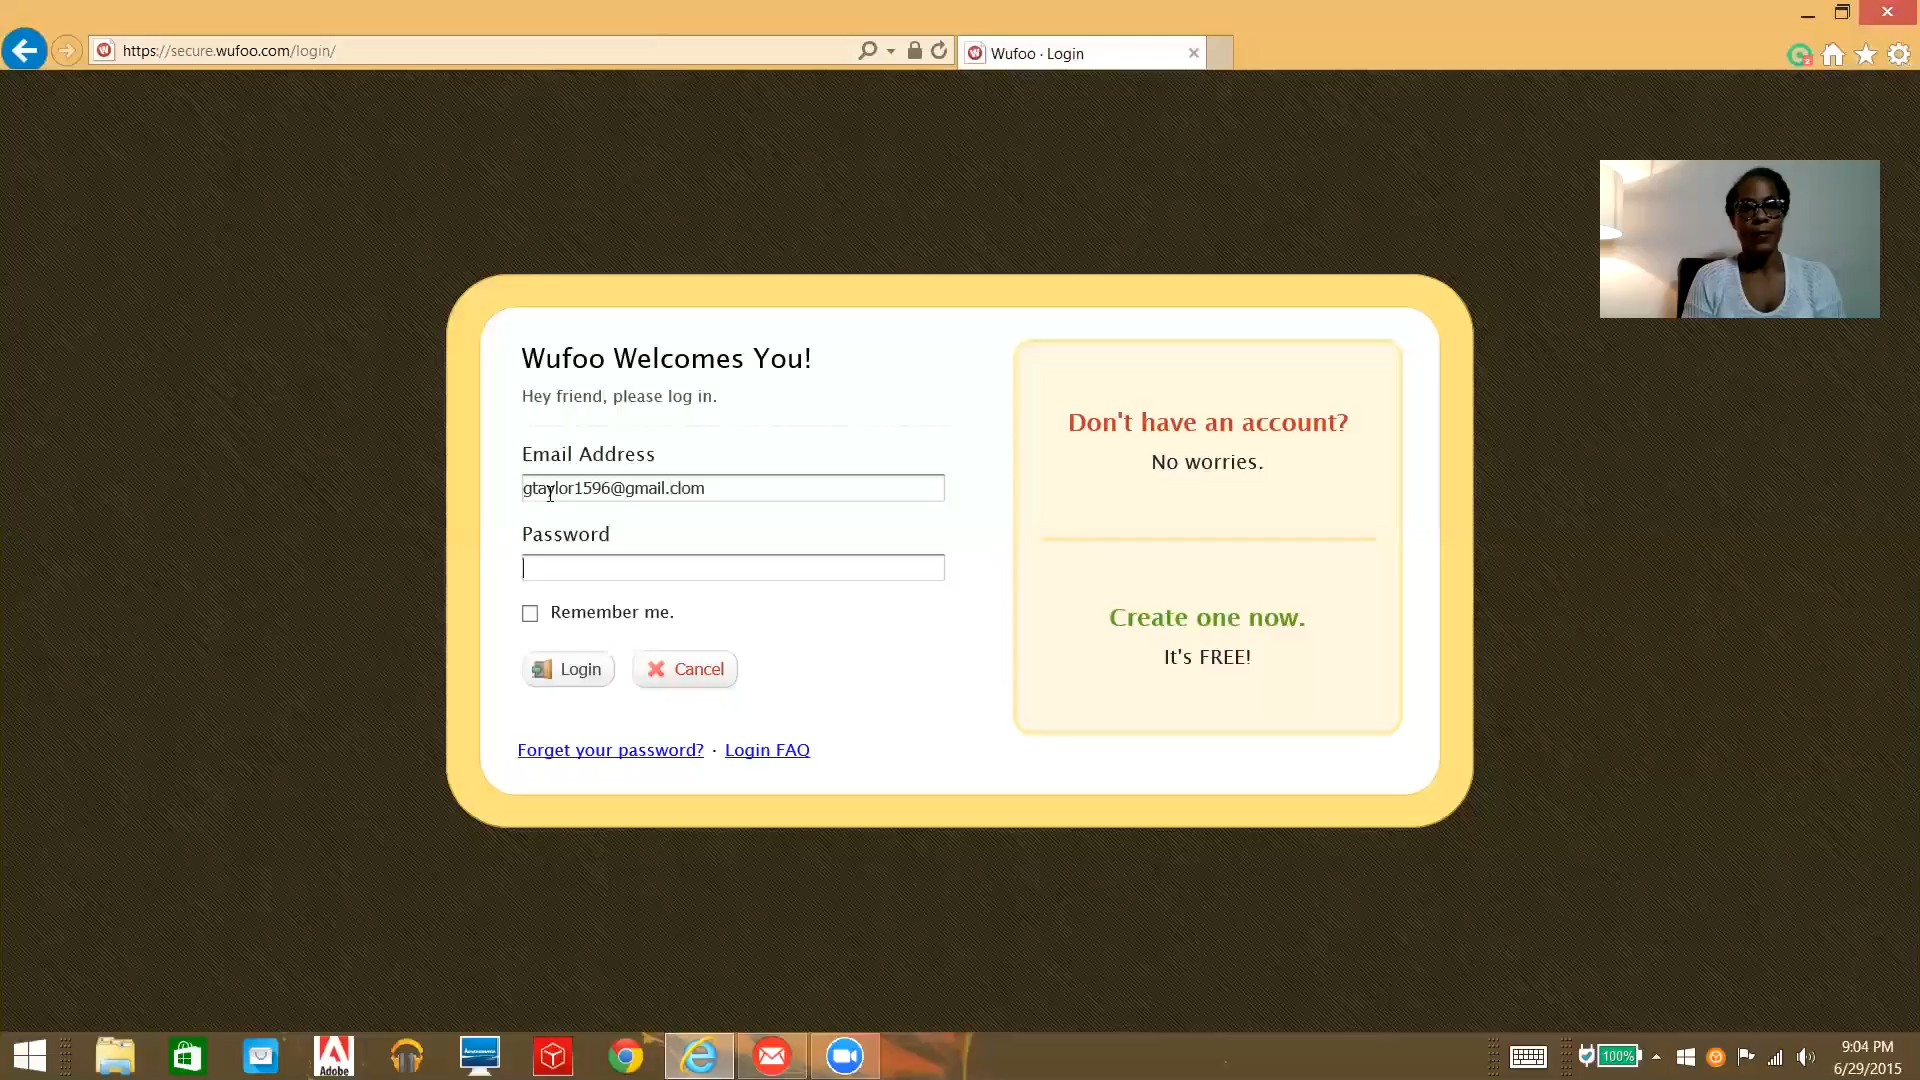 https://secure.wufoo.com/login/
Wufoo · Login
Wufoo Welcomes You!
Hey friend, please log in.
Email Address
gtaylor1596@gmail.clom
Password
Remember me.
Login
Cancel
Forget your password? · Login FAQ
Don't have an account?
No worries.
Create one now.
It's FREE!
Adobe
100%
9:04 PM
6/29/2015